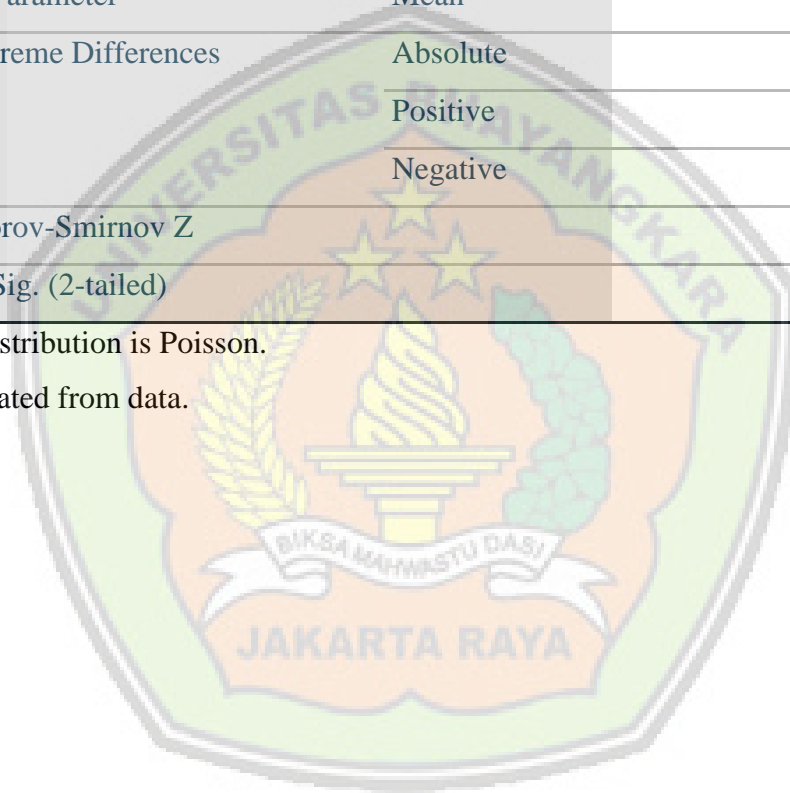 arameter Mean
reme Differences Absolute
Positive
Negative
rov-Smirnov Z
Sig. (2-tailed)
stribution is Poisson.
ated from data.
UNIVERSITAS BHAYANGKARA
BIKSA MAHWASTU DASI
JAKARTA RAYA